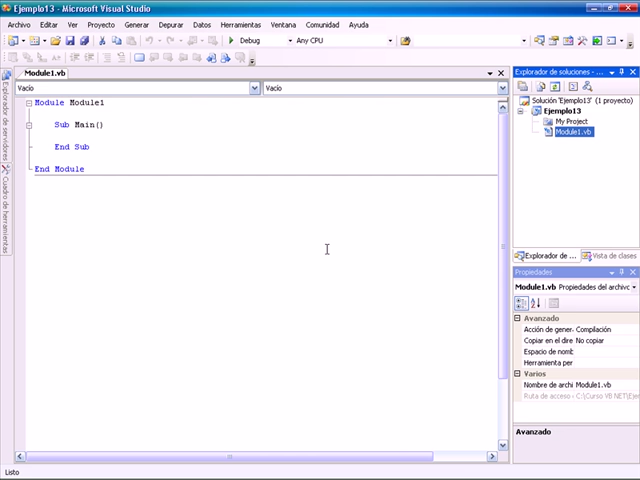 Ejemplo13 - Microsoft Visual Studio
Archivo Editar Ver Proyecto Generar Depurar Datos Herramientas Ventana Comunidad Ayuda
Debug Any CPU
Module1.vb
Vacío Vacío
Module Module1
Sub Main()
End Sub
End Module
Explorador de servidores
Cuadro de herramientas
Explorador de soluciones - ...
Solución 'Ejemplo13' (1 proyecto)
Ejemplo13
My Project
Module1.vb
Explorador de ... Vista de clases
Propiedades
Module1.vb Propiedades del archivo
Avanzado
Acción de gener Compilación
Copiar en el dire No copiar
Espacio de nomb
Herramienta per
Varios
Nombre de archi Module1.vb
Ruta de acceso - C:\Curso VB NET\Ejer
Avanzado
Listo